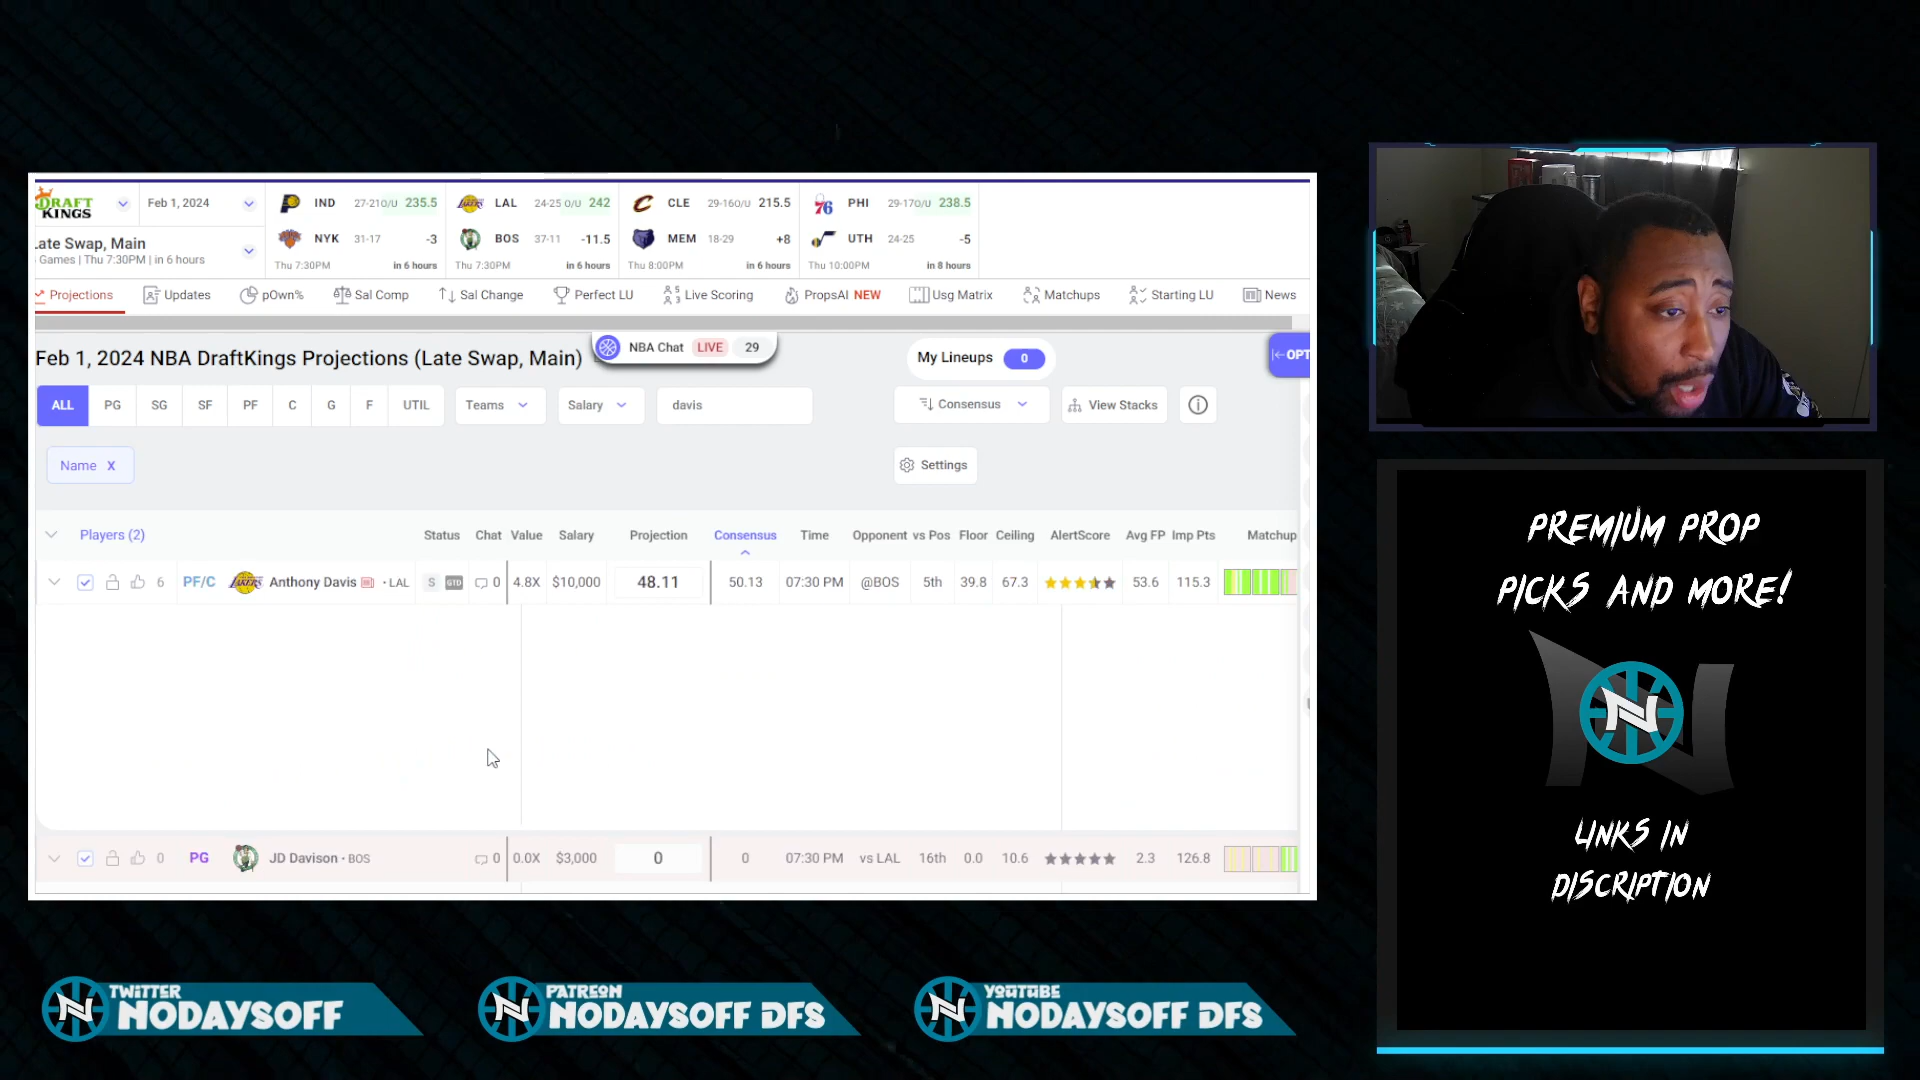 DRAFT KINGS
Feb 1, 2024
IND 27-21 O/U 235.5
NYK 31-17 -3
Thu 7:30PM in 6 hours
LAL 24-25 O/U 242
BOS 37-11 -11.5
Thu 7:30PM in 6 hours
CLE 29-16 O/U 215.5
MEM 18-29 +8
Thu 8:00PM in 6 hours
76
PHI 29-17 O/U 238.5
UTH 24-25 -5
Thu 10:00PM in 8 hours
Late Swap, Main
Games | Thu 7:30PM | in 6 hours
Projections Updates pOwn% Sal Comp Sal Change Perfect LU Live Scoring PropsAI NEW Usg Matrix Matchups Starting LU News
Feb 1, 2024 NBA DraftKings Projections (Late Swap, Main)
NBA Chat LIVE 29
My Lineups 0
OPT
ALL PG SG SF PF C G F UTIL Teams Salary davis Consensus View Stacks
Name X
Settings
Players (2) Status Chat Value Salary Projection Consensus Time Opponent vs Pos Floor Ceiling AlertScore Avg FP Imp Pts Matchup
6 PF/C LAKERS Anthony Davis · LAL S GTD 0 4.8X $10,000 48.11 50.13 07:30 PM @BOS 5th 39.8 67.3 53.6 115.3
0 PG JD Davison · BOS 0 0.0X $3,000 0 0 07:30 PM vs LAL 16th 0.0 10.6 2.3 126.8
PREMIUM PROP
PICKS AND MORE!
N
LINKS IN
DISCRIPTION
N TWITTER
NODAYSOFF
N PATREON
NODAYSOFF DFS
N YOUTUBE
NODAYSOFF DFS